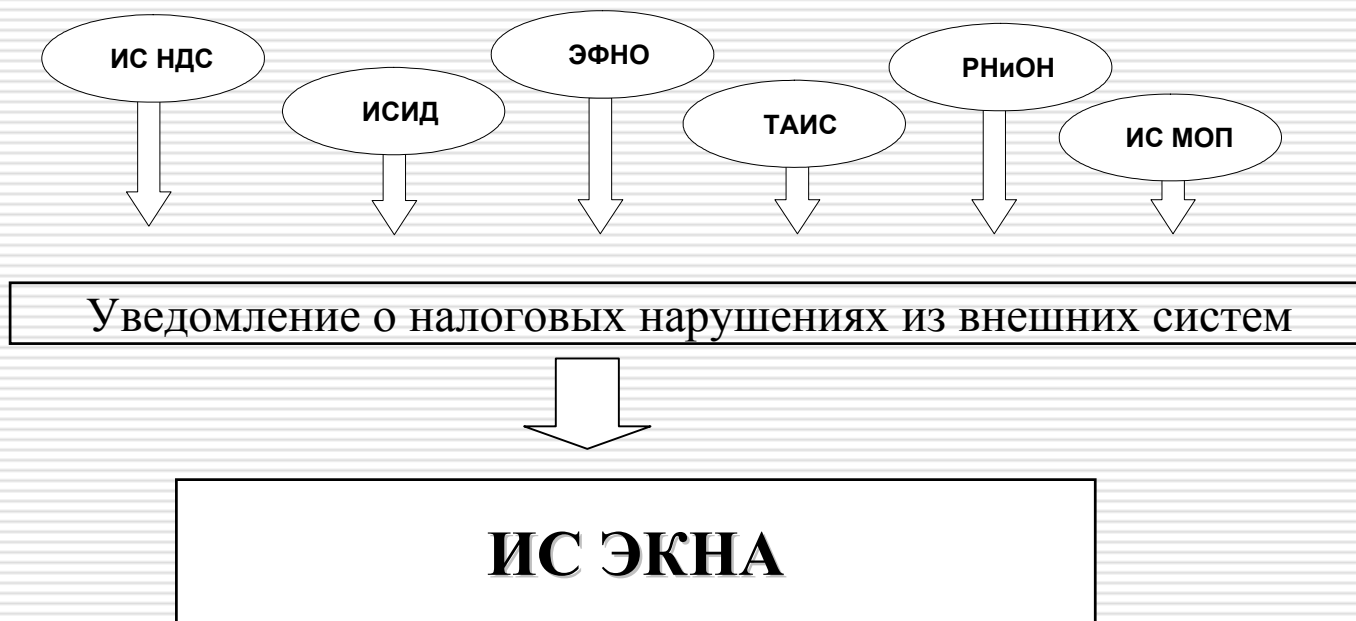 ИС НДС
ИСИД
ЭФНО
ТАИС
РНиОН
ИС МОП
Уведомление о налоговых нарушениях из внешних систем
ИС ЭКНА